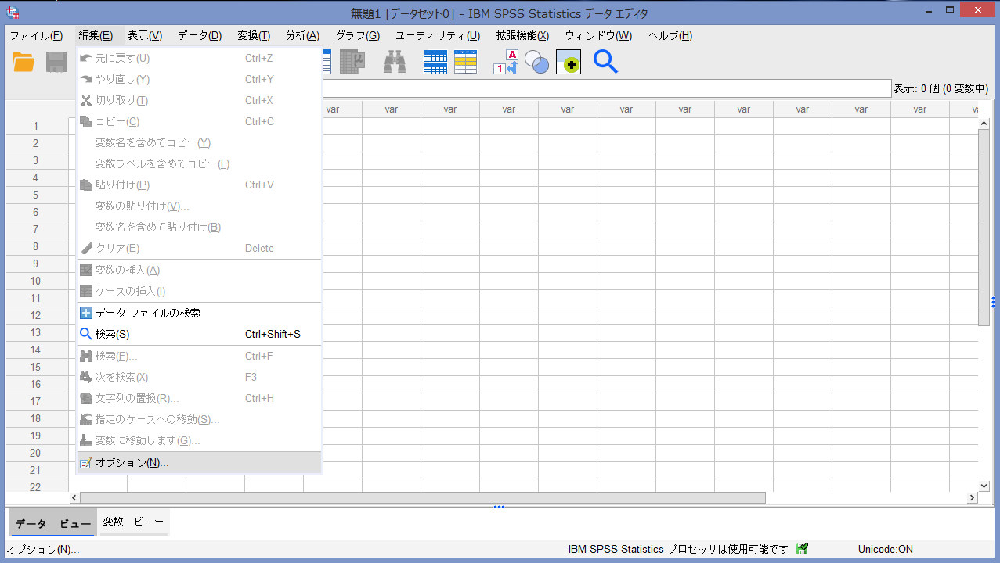 無題1 [データセット0] - IBM SPSS Statistics データ エディタ
ファイル(F) 編集(E) 表示(V) データ(D) 変換(T) 分析(A) グラフ(G) ユーティリティ(U) 拡張機能(X) ウィンドウ(W) ヘルプ(H)
元に戻す(U) Ctrl+Z
やり直し(Y) Ctrl+Y
切り取り(T) Ctrl+X
コピー(C) Ctrl+C
変数名を含めてコピー(Y)
変数ラベルを含めてコピー(L)
貼り付け(P) Ctrl+V
変数の貼り付け(V)...
変数名を含めて貼り付け(B)
クリア(E) Delete
変数の挿入(A)
ケースの挿入(I)
データ ファイルの検索
検索(S) Ctrl+Shift+S
検索(F)... Ctrl+F
次を検索(X) F3
文字列の置換(R)... Ctrl+H
指定のケースへの移動(S)...
変数に移動します(G)...
オプション(N)...
表示: 0 個 (0 変数中)
var var var var var var var var var var var
1
2
3
4
5
6
7
8
9
10
11
12
13
14
15
16
17
18
19
20
21
22
データ ビュー 変数 ビュー
オプション(N)... IBM SPSS Statistics プロセッサは使用可能です Unicode:ON